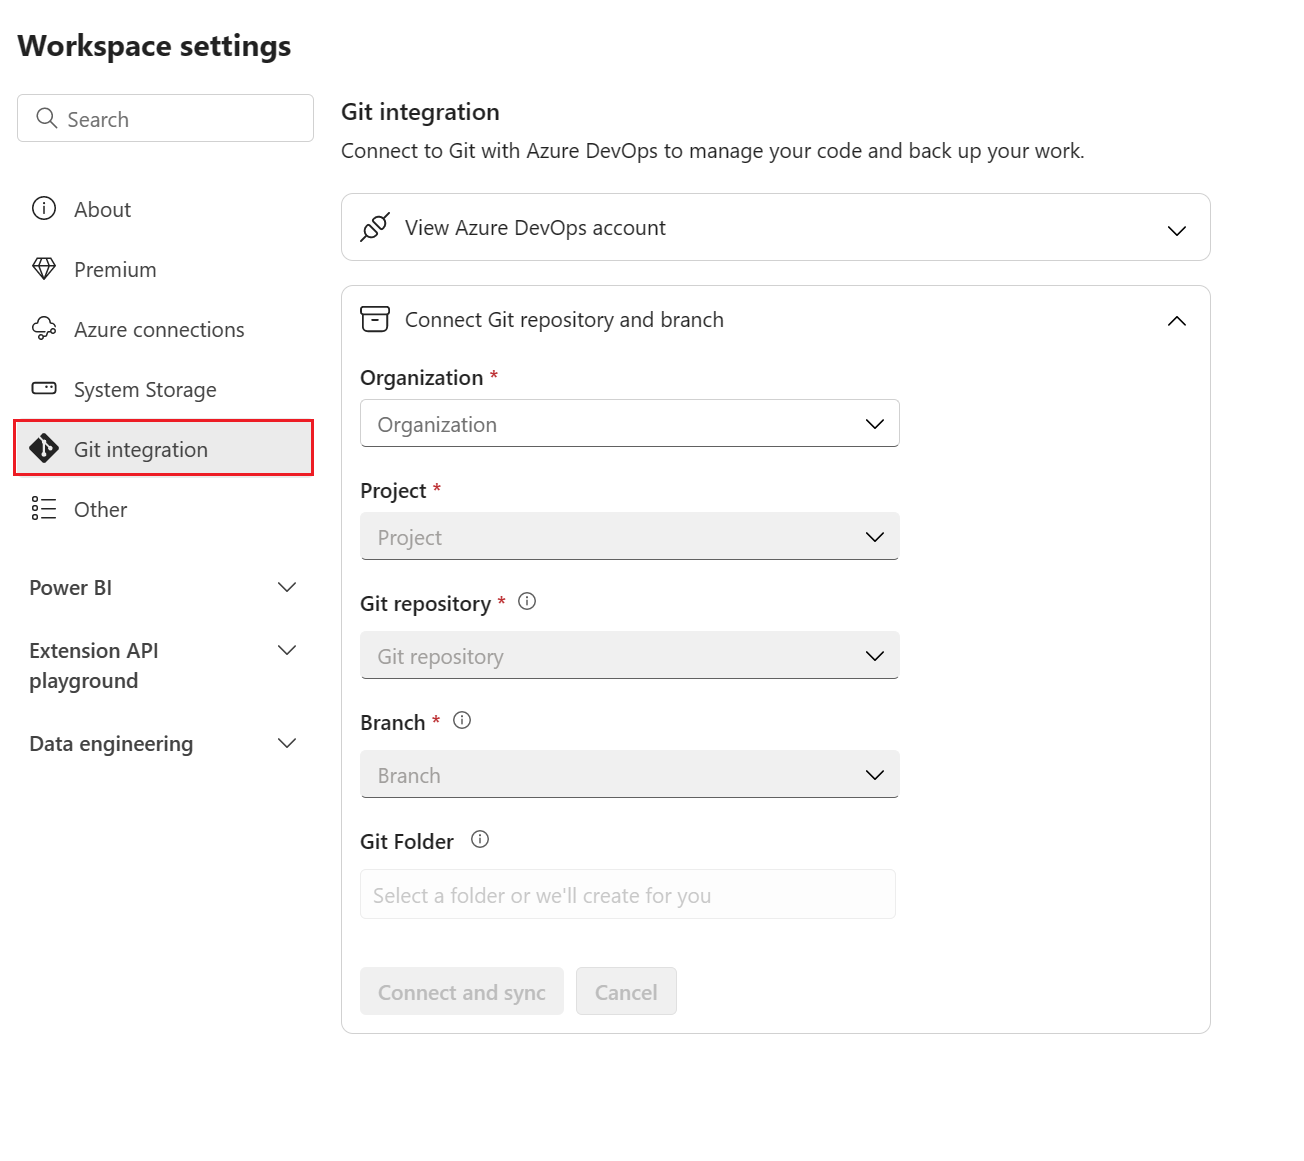 Workspace settings
Search
About
Premium
Azure connections
System Storage
Git integration
Other
Power BI
Extension API
playground
Data engineering
Git integration
Connect to Git with Azure DevOps to manage your code and back up your work.
View Azure DevOps account
Connect Git repository and branch
Organization *
Organization
Project *
Project
Git repository *
Git repository
Branch *
Branch
Git Folder
Select a folder or we'll create for you
Connect and sync
Cancel